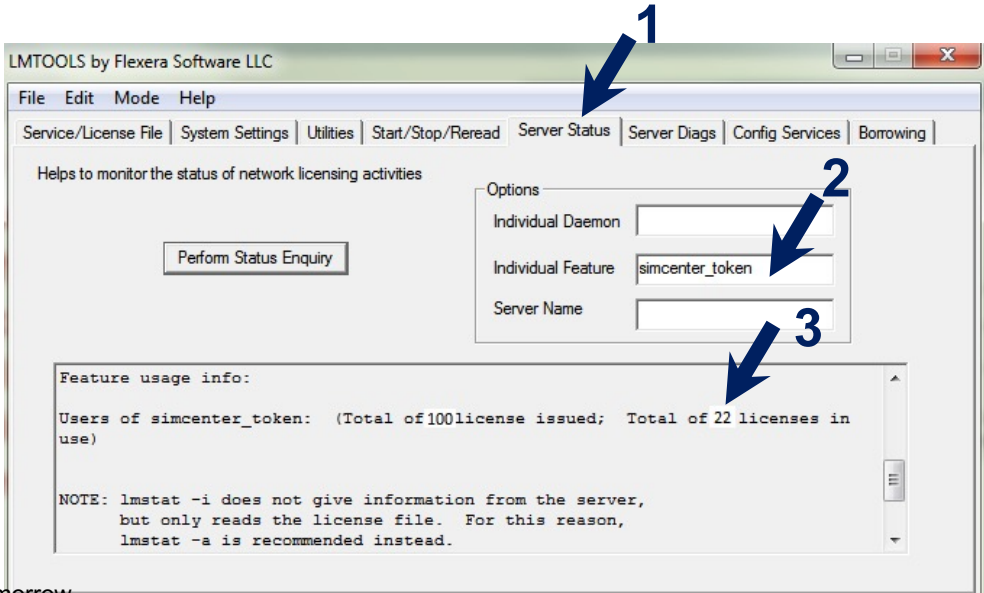 1
LMTOOLS by Flexera Software LLC
File Edit Mode Help
Service/License File System Settings Utilities Start/Stop/Reread Server Status Server Diags Config Services Borrowing
Helps to monitor the status of network licensing activities
Options
2
Individual Daemon
Perform Status Enquiry
Individual Feature simcenter_token
Server Name
3
Feature usage info:
Users of simcenter_token: (Total of 100 license issued; Total of 22 licenses in
use)
NOTE: lmstat -i does not give information from the server,
but only reads the license file. For this reason,
lmstat -a is recommended instead.